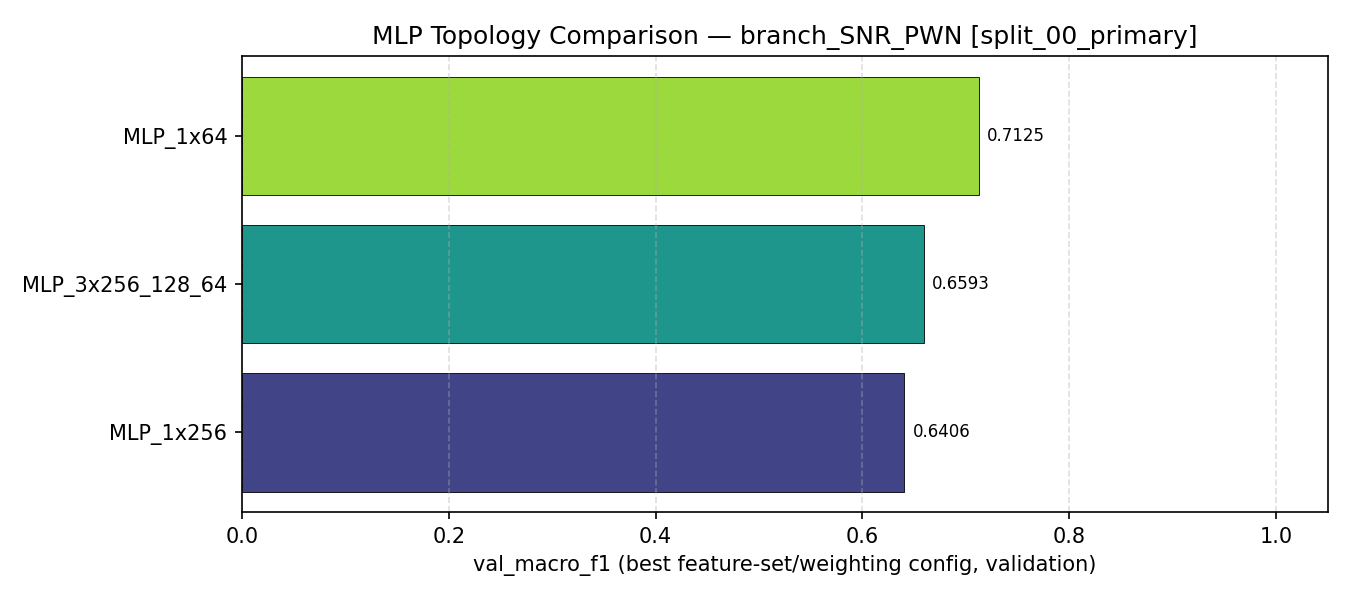 MLP Topology Comparison — branch_SNR_PWN [split_00_primary]
MLP_1x64
0.7125
MLP_3x256_128_64
0.6593
MLP_1x256
0.6406
0.0 0.2 0.4 0.6 0.8 1.0
val_macro_f1 (best feature-set/weighting config, validation)